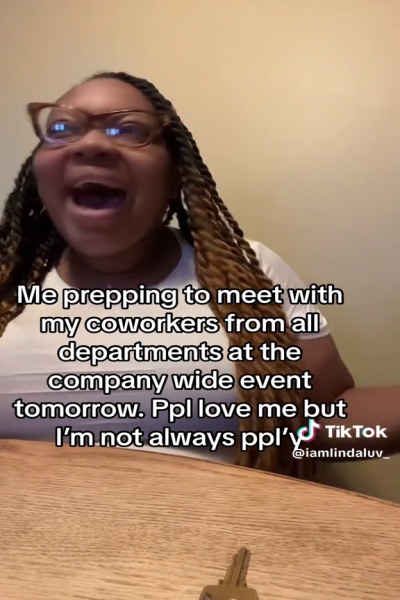 Me prepping to meet with
my coworkers from all
departments at the
company wide event
tomorrow. Ppl love me but
I'm not always ppl'y
TikTok
@iamlindaluv_